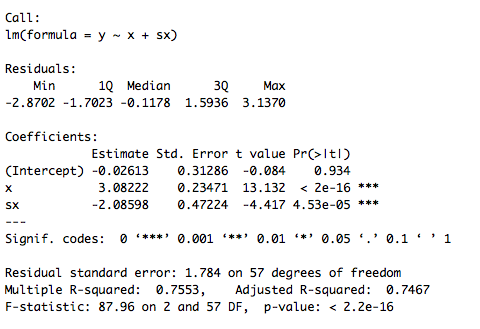 Call:
lm(formula = y ~ x + sx)
Residuals:
Min 1Q Median 3Q Max
-2.8702 -1.7023 -0.1178 1.5936 3.1370
Coefficients:
Estimate Std. Error t value Pr(>|t|)
(Intercept) -0.02613 0.31286 -0.084 0.934
x 3.08222 0.23471 13.132 < 2e-16 ***
sx -2.08598 0.47224 -4.417 4.53e-05 ***
---
Signif. codes: 0 ‘***’ 0.001 ‘**’ 0.01 ‘*’ 0.05 ‘.’ 0.1 ‘ ’ 1
Residual standard error: 1.784 on 57 degrees of freedom
Multiple R-squared: 0.7553, Adjusted R-squared: 0.7467
F-statistic: 87.96 on 2 and 57 DF, p-value: < 2.2e-16